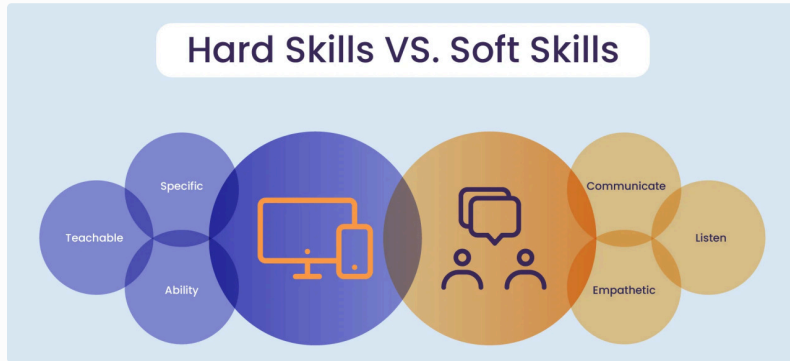 Hard Skills VS. Soft Skills
Specific
Teachable
Ability
Communicate
Listen
Empathetic